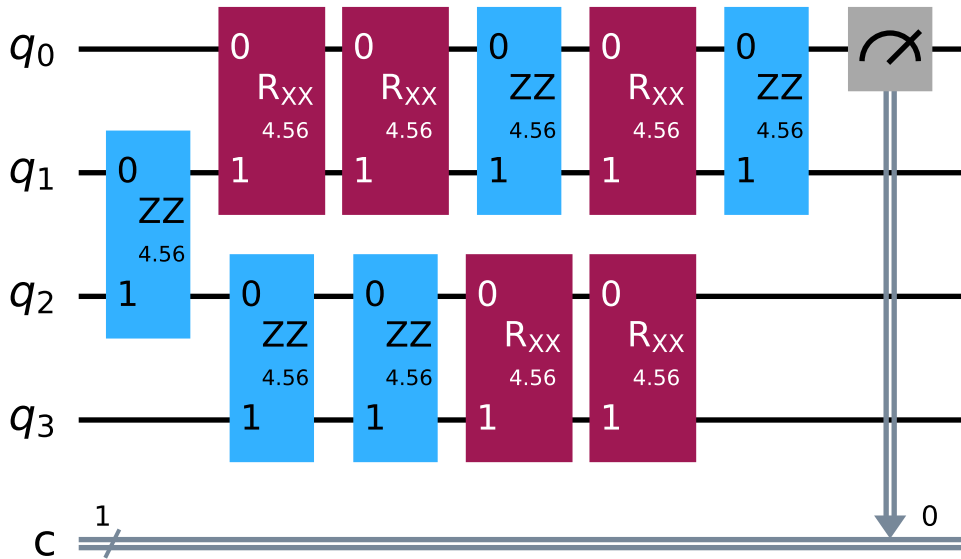 q0
0 0 0 0 0
RXX RXX ZZ RXX ZZ
4.56 4.56 4.56 4.56 4.56
q1
0 1 1 1 1 1
ZZ
4.56
q2
1 0 0 0 0
ZZ ZZ RXX RXX
4.56 4.56 4.56 4.56
q3
1 1 1 1
1 0
c